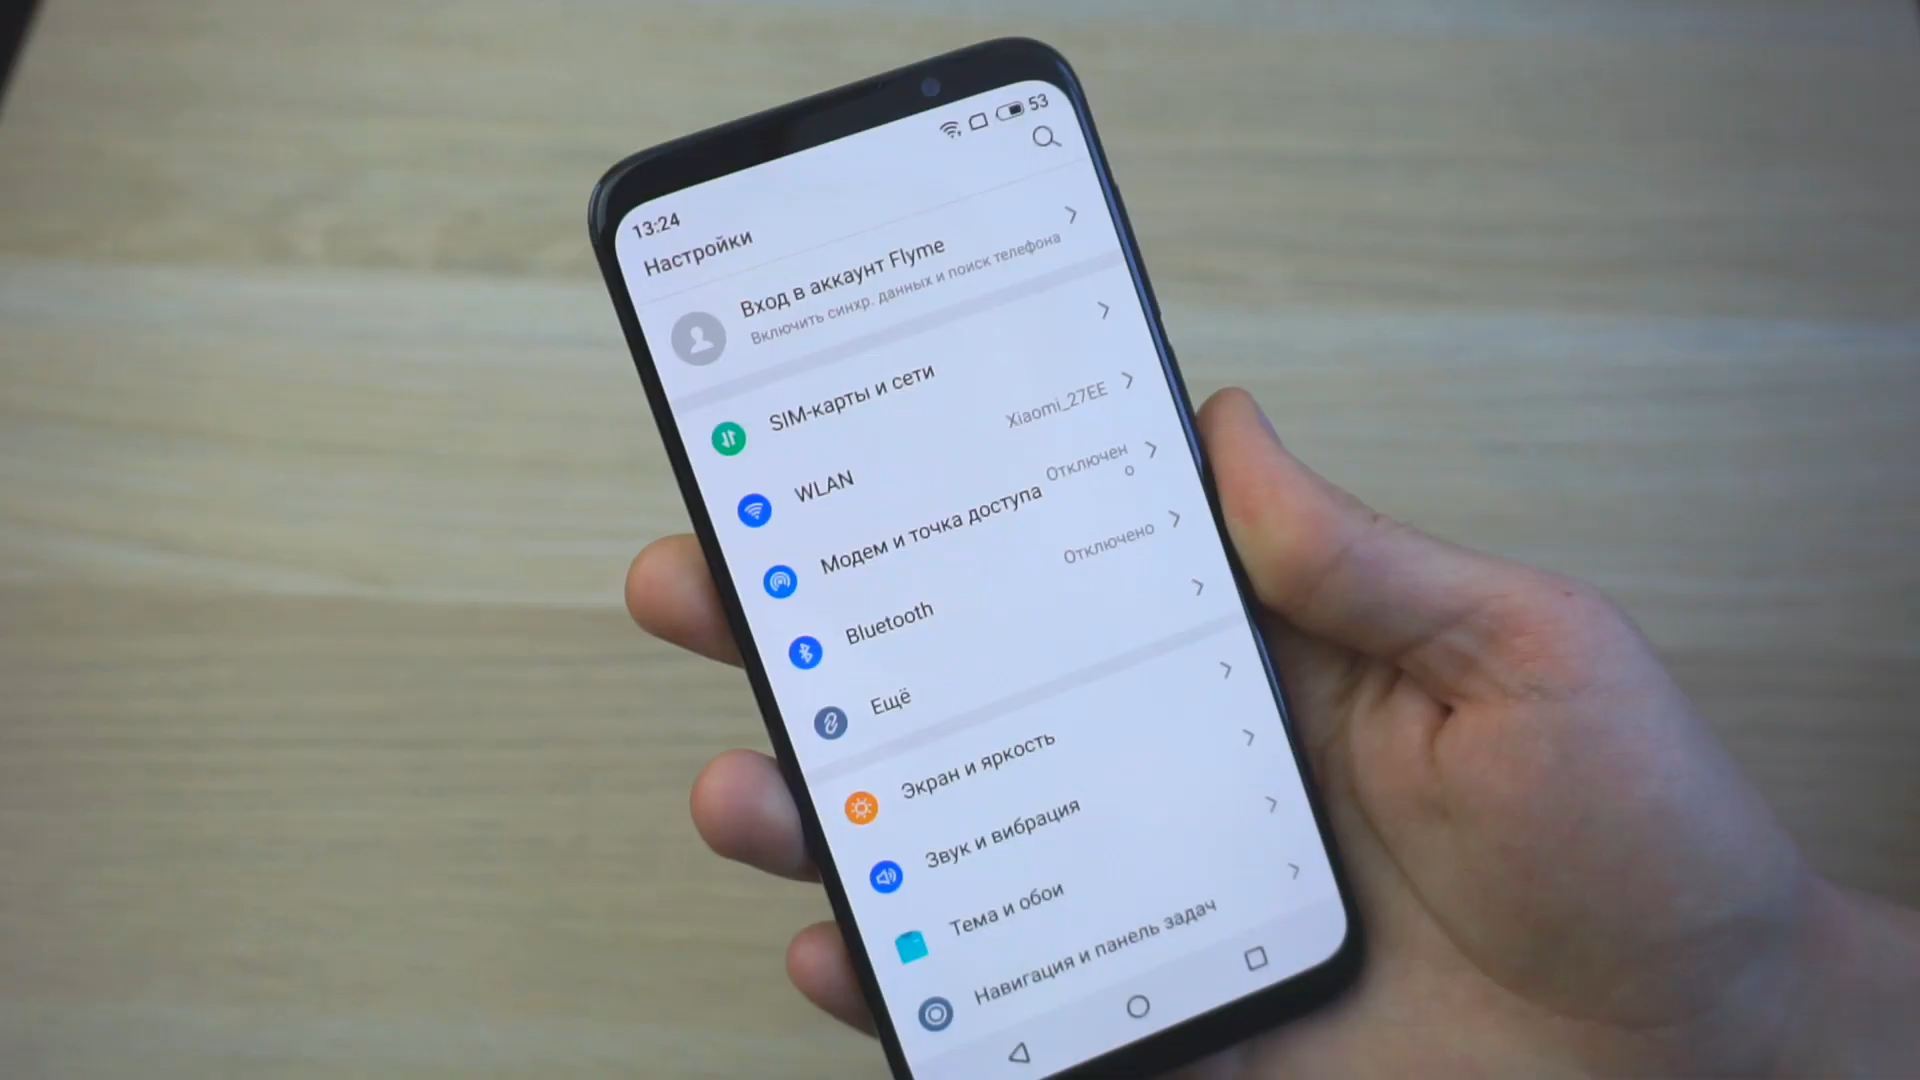 13:24
53
Настройки
Вход в аккаунт Flyme
Включить синхр. данных и поиск телефона
SIM-карты и сети
WLAN
Xiaomi_27EE
Модем и точка доступа
Отключен
о
Bluetooth
Отключено
Ещё
Экран и яркость
Звук и вибрация
Тема и обои
Навигация и панель задач